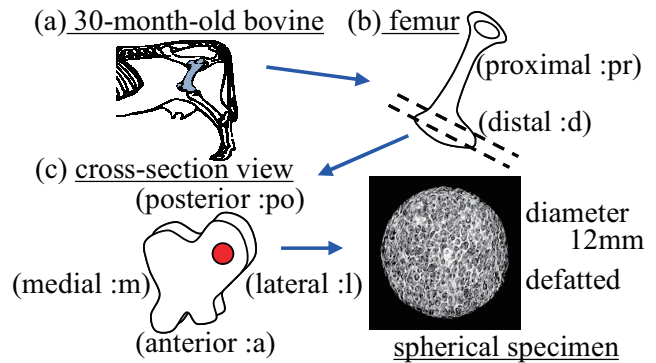 (a) 30-month-old bovine
(b) femur
(proximal :pr)
(distal :d)
(c) cross-section view
(posterior :po)
(medial :m)
(lateral :l)
(anterior :a)
diameter
12mm
defatted
spherical specimen